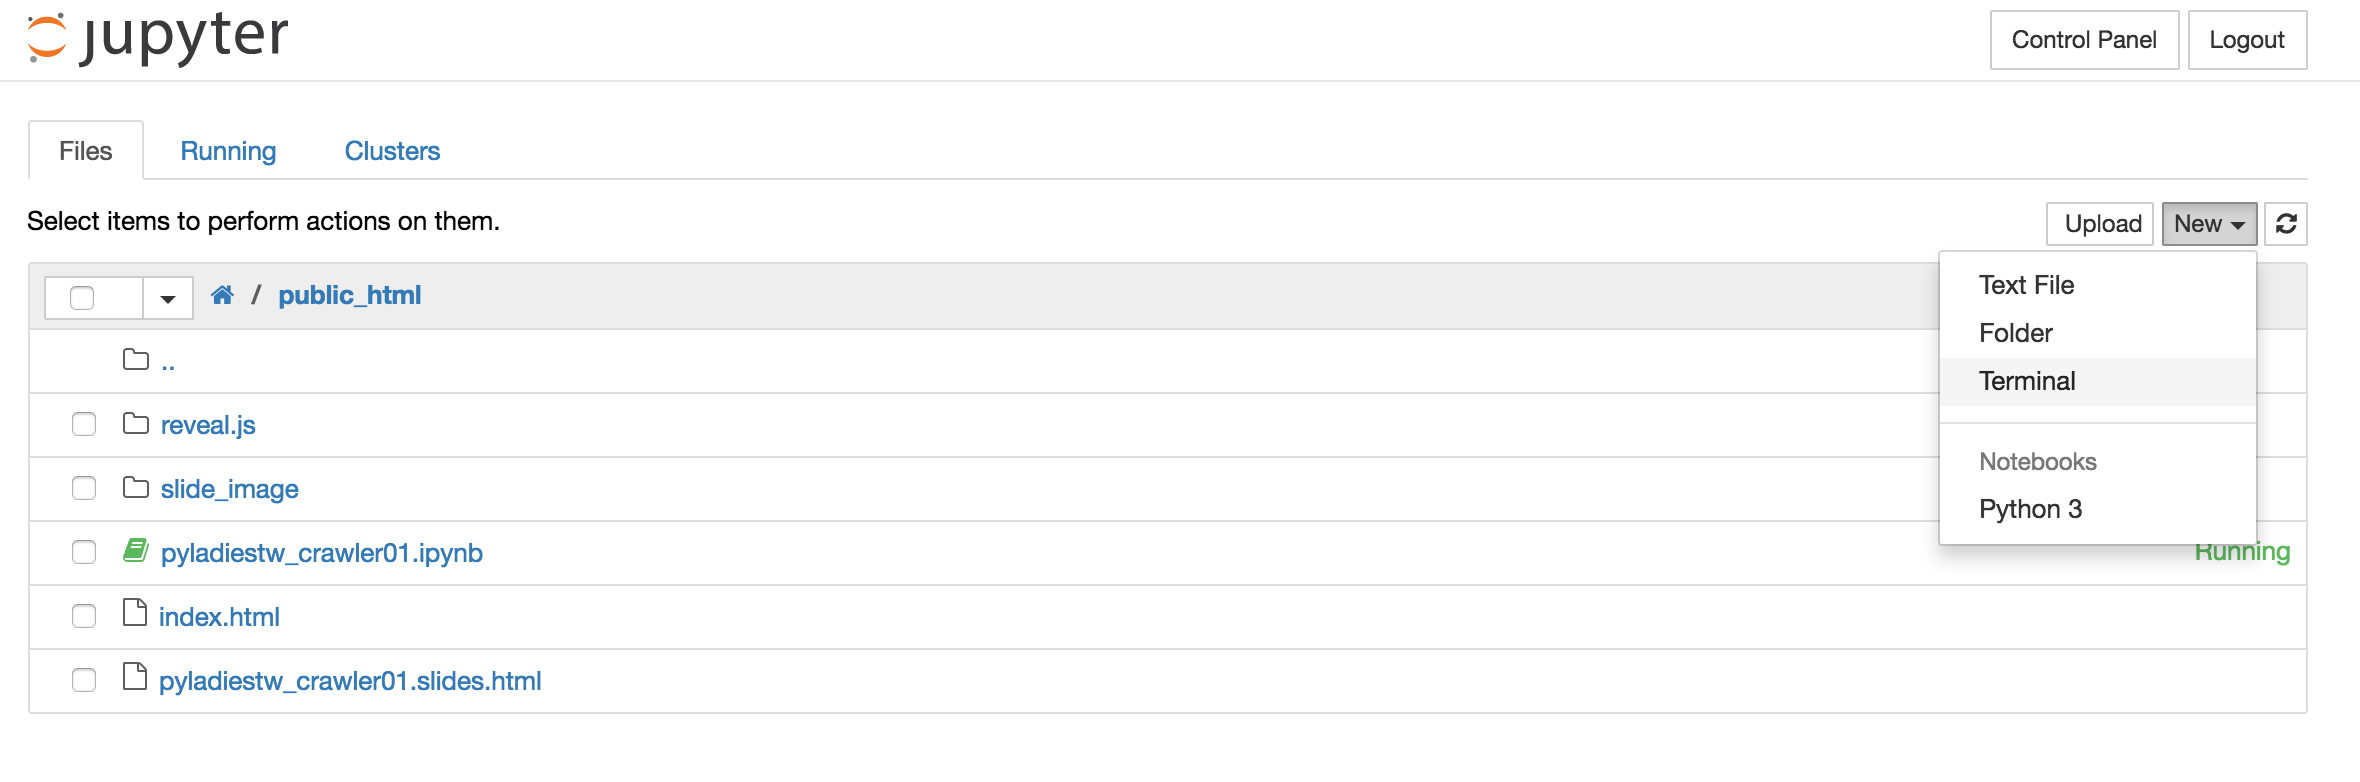 jupyter
Control Panel
Logout
Files
Running
Clusters
Select items to perform actions on them.
Upload
New
/ public_html
Text File
Folder
Terminal
Notebooks
Python 3
..
reveal.js
slide_image
pyladiestw_crawler01.ipynb
Running
index.html
pyladiestw_crawler01.slides.html